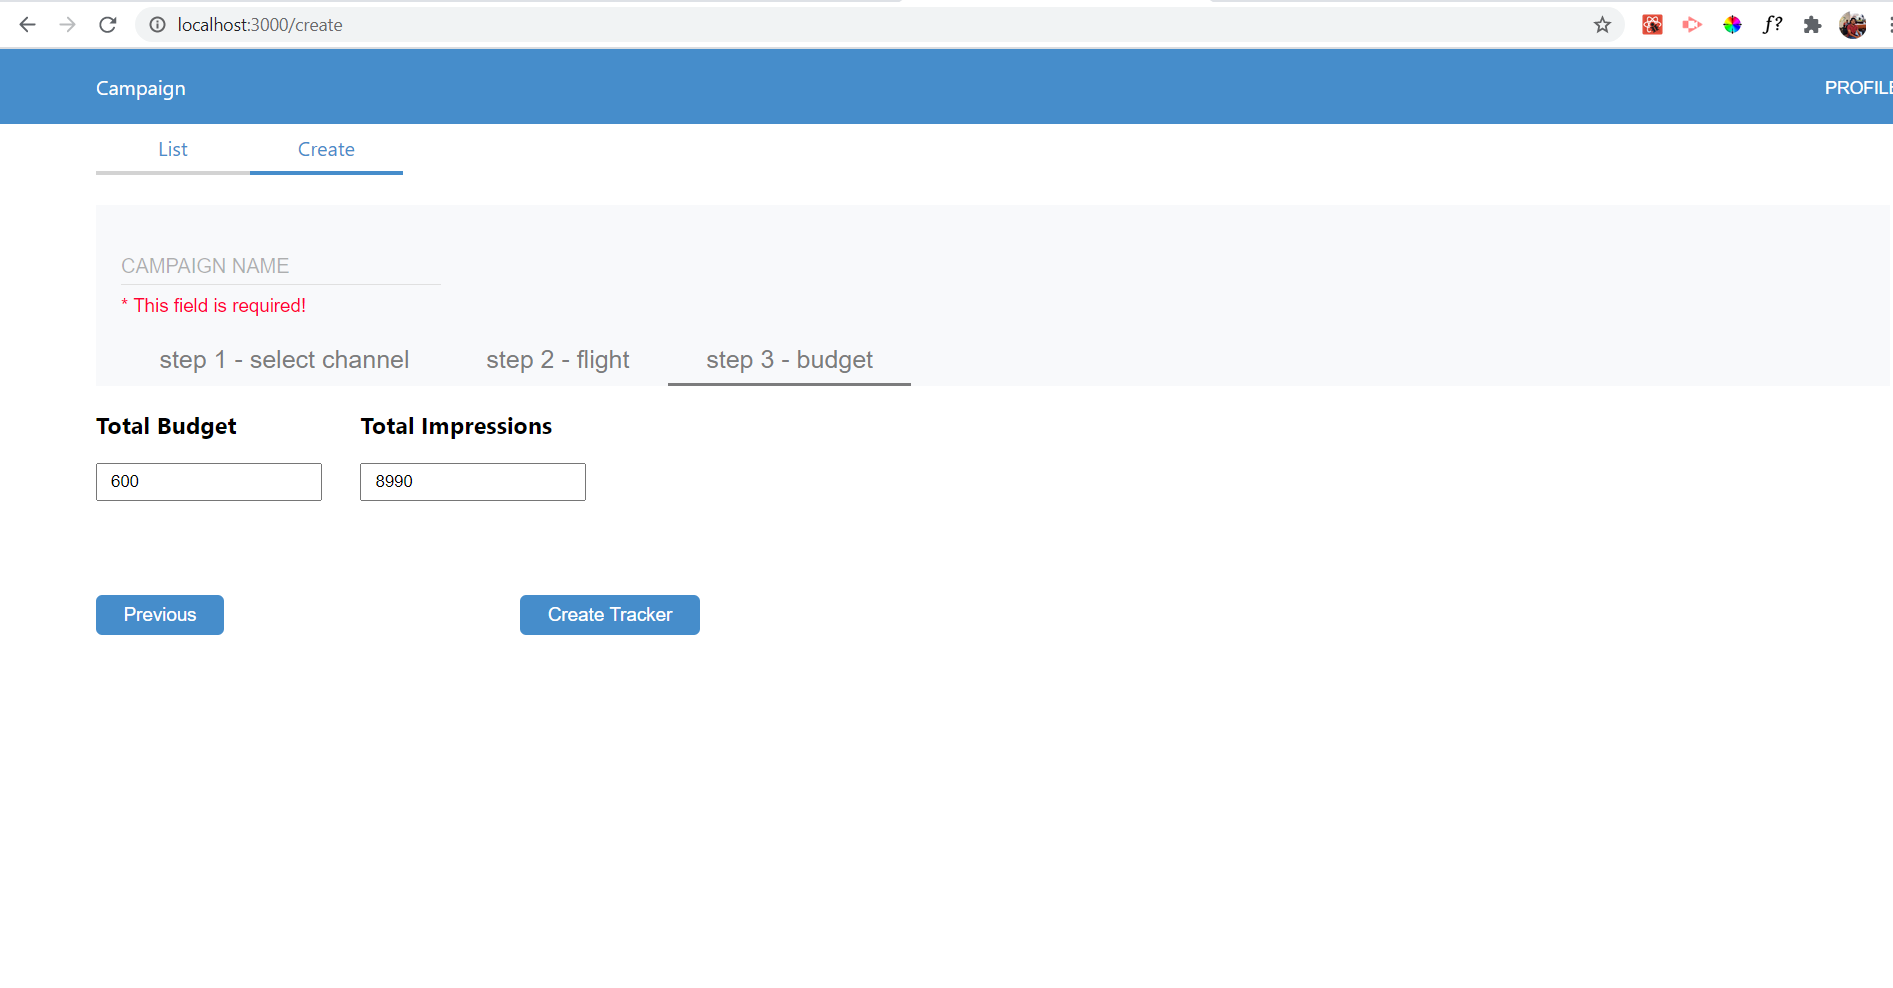 localhost:3000/create
f?
Campaign
PROFILE
List Create
CAMPAIGN NAME
* This field is required!
step 1 - select channel step 2 - flight step 3 - budget
Total Budget Total Impressions
600 8990
Previous Create Tracker